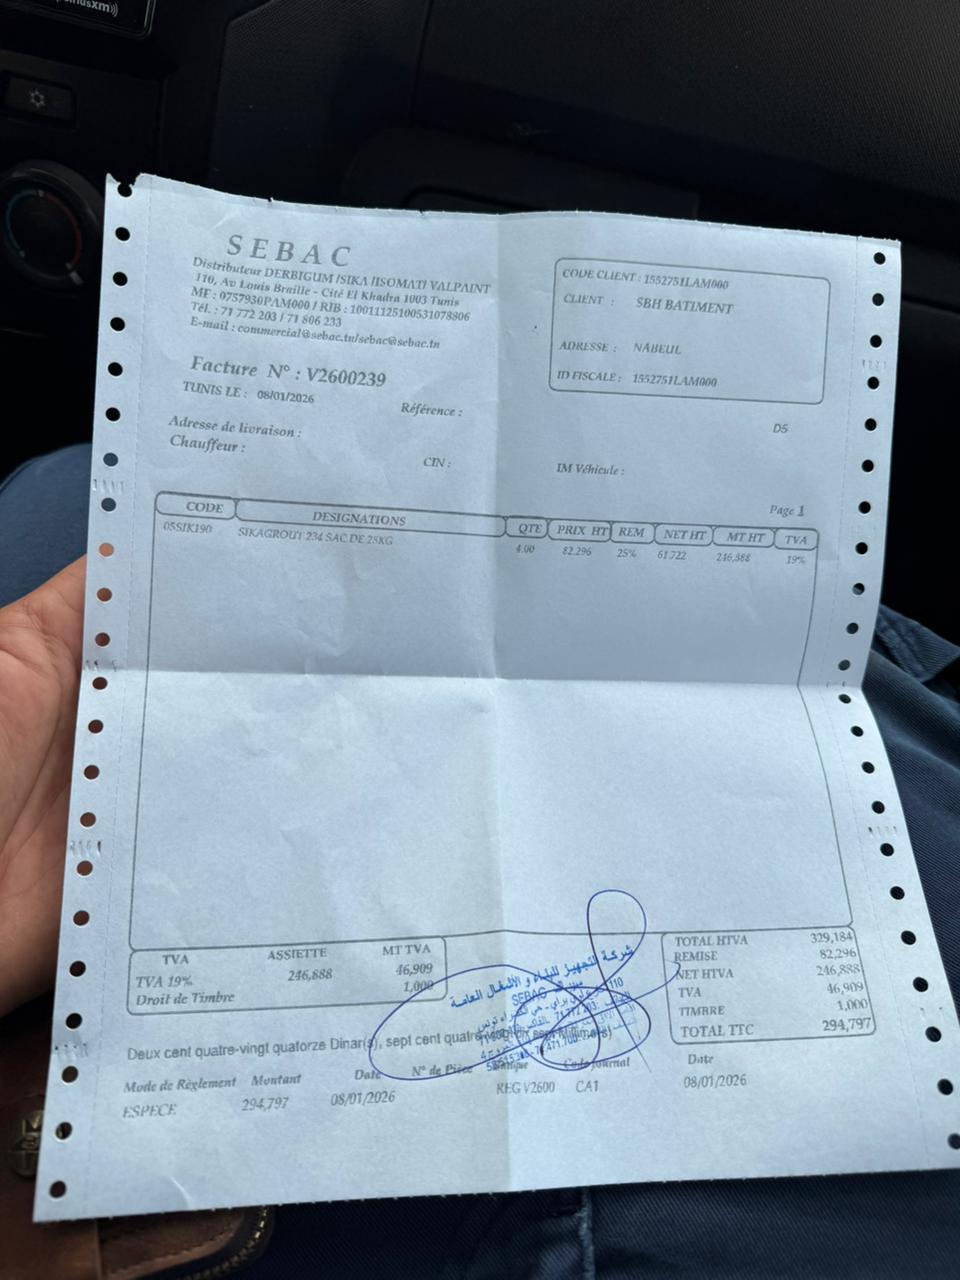 iusxm
SEBAC
Distributeur DERBIGUM /SIKA /ISOMAT/ VALPAINT
110, Av Louis Braille - Cité El Khadra 1003 Tunis
MF : 0757930PAM000 / RIB : 10011125100531078806
Tél. : 71 772 203 / 71 806 233
E-mail : commercial@sebac.tn/sebac@sebac.tn
CODE CLIENT : 1552751LAM000
CLIENT : SBH BATIMENT
ADRESSE : NABEUL
ID FISCALE : 1552751LAM000
Facture N° : V2600239
TUNIS LE : 08/01/2026
Référence :
D5
Adresse de livraison :
Chauffeur :
CIN :
IM Véhicule :
Page 1
CODE DESIGNATIONS QTE PRIX HT REM NET HT MT HT TVA
05SIK190 SIKAGROUT 234 SAC DE 25KG 4.00 82.296 25% 61.722 246,888 19%
TVA ASSIETTE MT TVA
TVA 19% 246,888 46,909
Droit de Timbre 1,000
TOTAL HTVA 329,184
REMISE 82,296
NET HTVA 246,888
TVA 46,909
TIMBRE 1,000
TOTAL TTC 294,797
شركة التجهيز للبناء و الأشغال العامة
SEBAC
Deux cent quatre-vingt quatorze Dinar(s), sept cent quatre
Mode de Règlement Montant Date N° de Pièce Code Journal Date
ESPECE 294,797 08/01/2026 REG V2600 CA1 08/01/2026